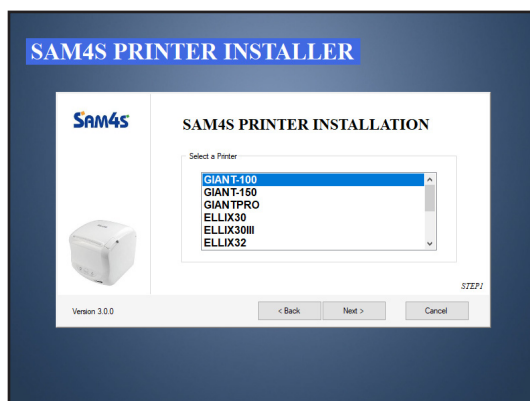 SAM4S PRINTER INSTALLER
SAM4S
SAM4S PRINTER INSTALLATION
Select a Printer
GIANT-100
GIANT-150
GIANTPRO
ELLIX30
ELLIX30III
ELLIX32
STEP1
Version 3.0.0
< Back
Next >
Cancel